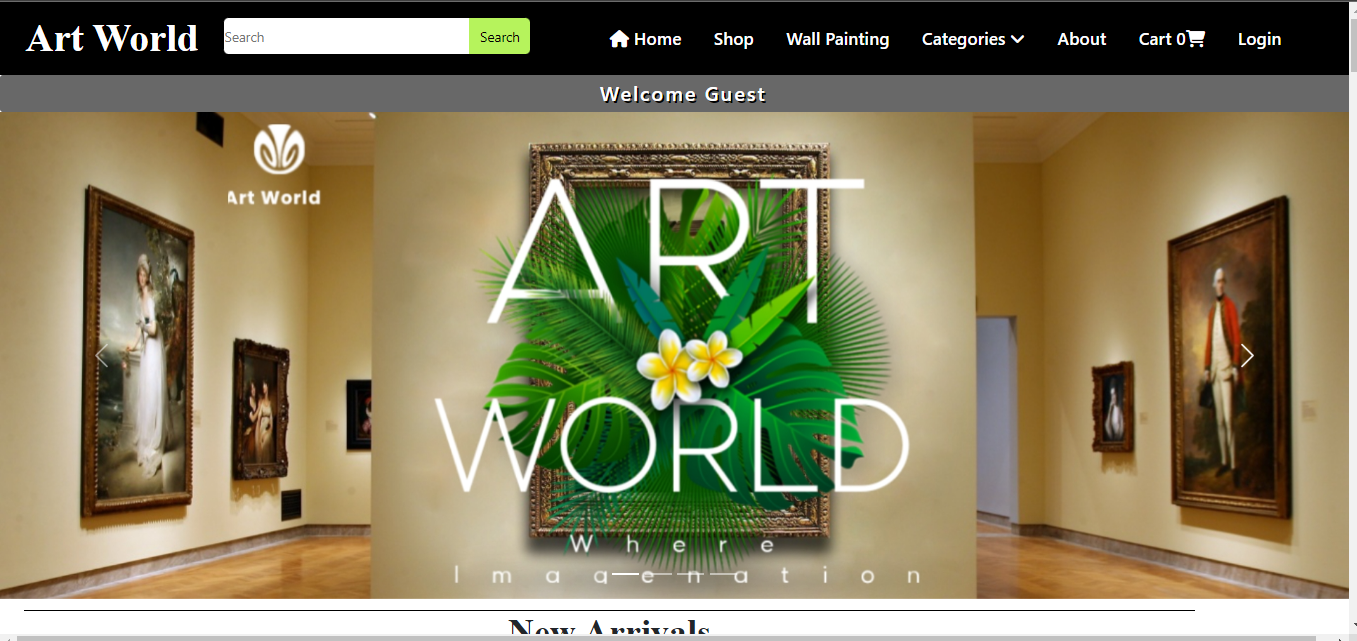 Art World
Search
Search
Home
Shop
Wall Painting
Categories
About
Cart 0
Login
Welcome Guest
Art World
ART
WORLD
Where
Imagenation
New Arrivals